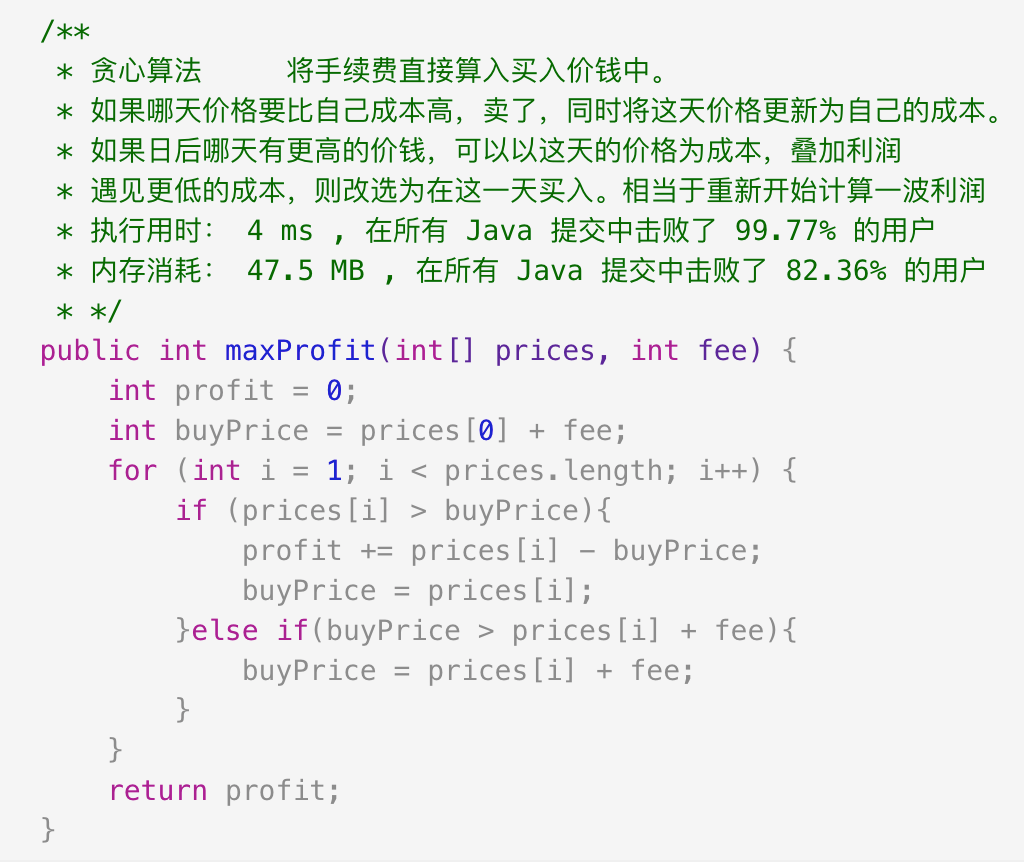 /**
 * 贪心算法     将手续费直接算入买入价钱中。
 * 如果哪天价格要比自己成本高，卖了，同时将这天价格更新为自己的成本。
 * 如果日后哪天有更高的价钱，可以以这天的价格为成本，叠加利润
 * 遇见更低的成本，则改选为在这一天买入。相当于重新开始计算一波利润
 * 执行用时： 4 ms , 在所有 Java 提交中击败了 99.77% 的用户
 * 内存消耗： 47.5 MB , 在所有 Java 提交中击败了 82.36% 的用户
 * */
public int maxProfit(int[] prices, int fee) {
    int profit = 0;
    int buyPrice = prices[0] + fee;
    for (int i = 1; i < prices.length; i++) {
        if (prices[i] > buyPrice){
            profit += prices[i] - buyPrice;
            buyPrice = prices[i];
        }else if(buyPrice > prices[i] + fee){
            buyPrice = prices[i] + fee;
        }
    }
    return profit;
}